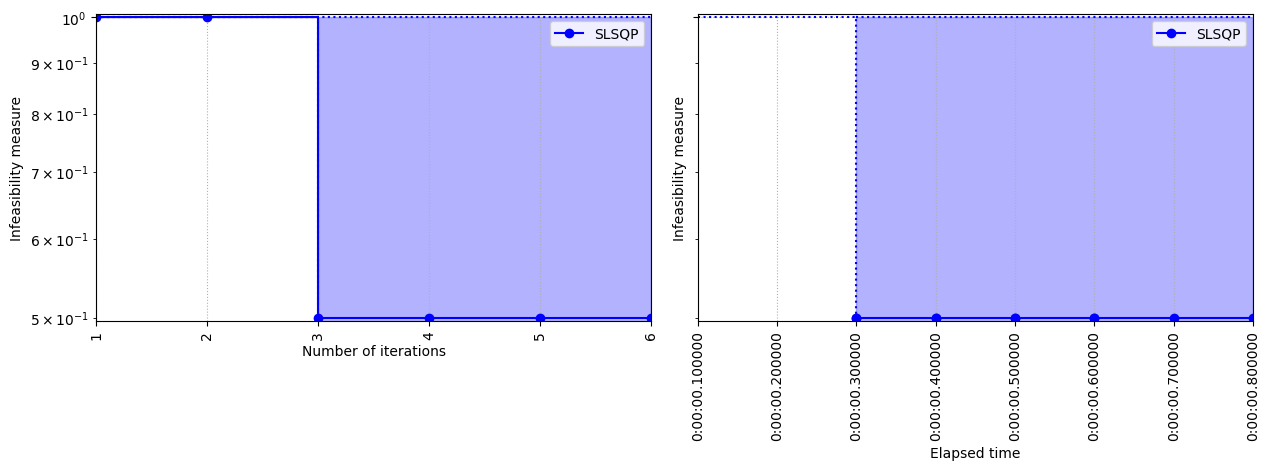 10⁰
9 × 10⁻¹
8 × 10⁻¹
7 × 10⁻¹
6 × 10⁻¹
5 × 10⁻¹
Infeasibility measure
SLSQP
1
2
3
4
5
6
Number of iterations
Infeasibility measure
SLSQP
0:00:00.100000
0:00:00.200000
0:00:00.300000
0:00:00.400000
0:00:00.500000
0:00:00.600000
0:00:00.700000
0:00:00.800000
Elapsed time